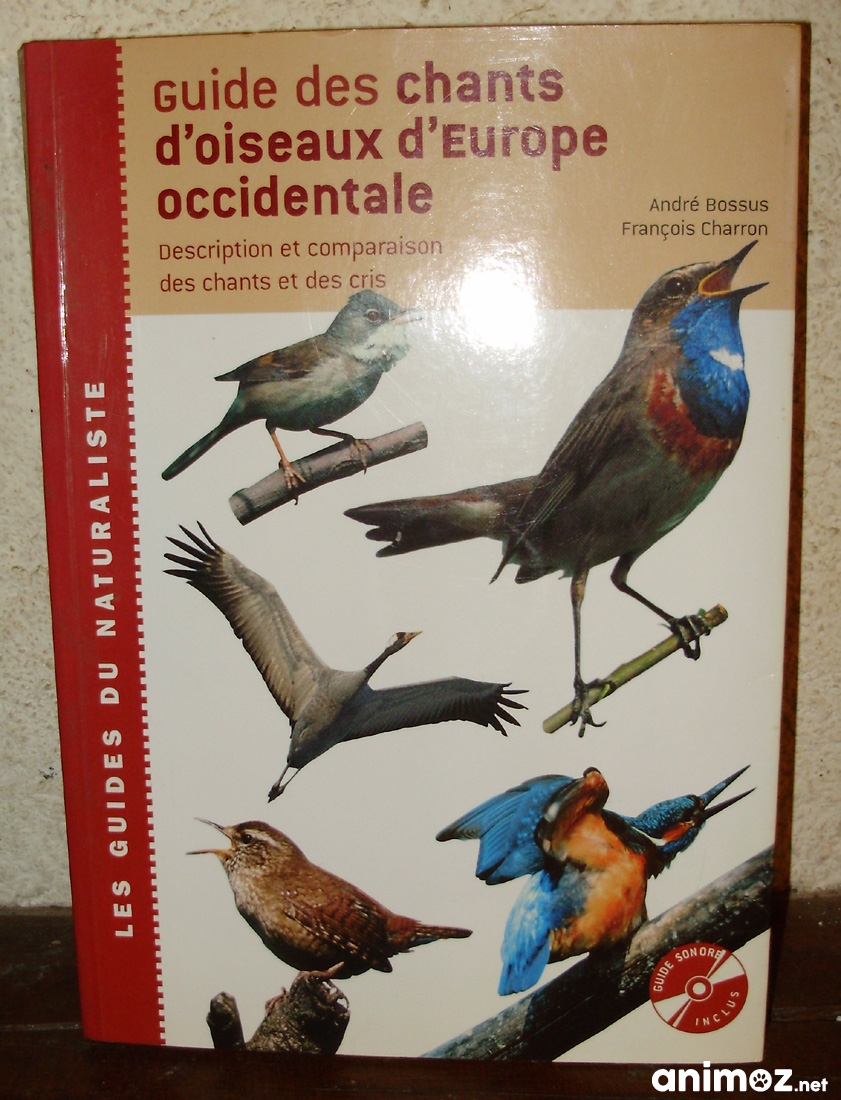 Guide des chants
d'oiseaux d'Europe
occidentale
André Bossus
François Charron
Description et comparaison
des chants et des cris
LES GUIDES DU NATURALISTE
GUIDE SONORE
INCLUS
animoz.net